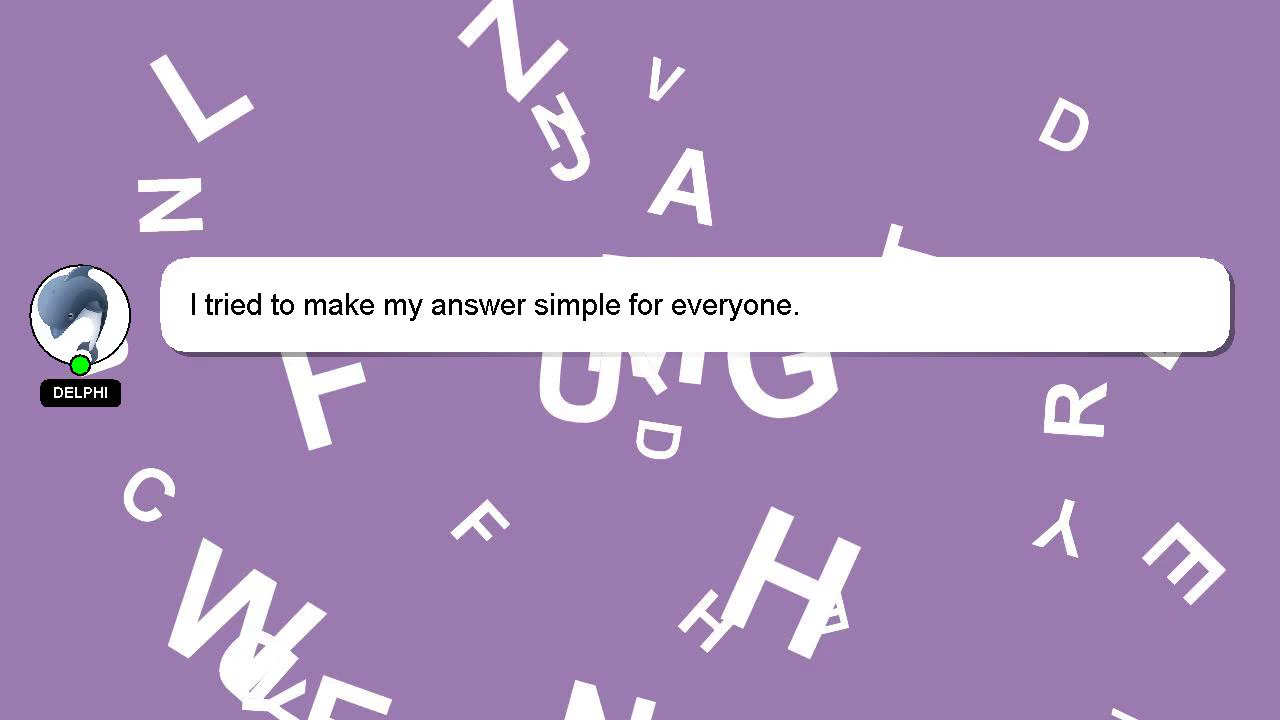 I tried to make my answer simple for everyone.
DELPHI
L
N
V
D
N
J
A
N
T
F
U
G
D
R
C
F
Y
E
H
H
A
W